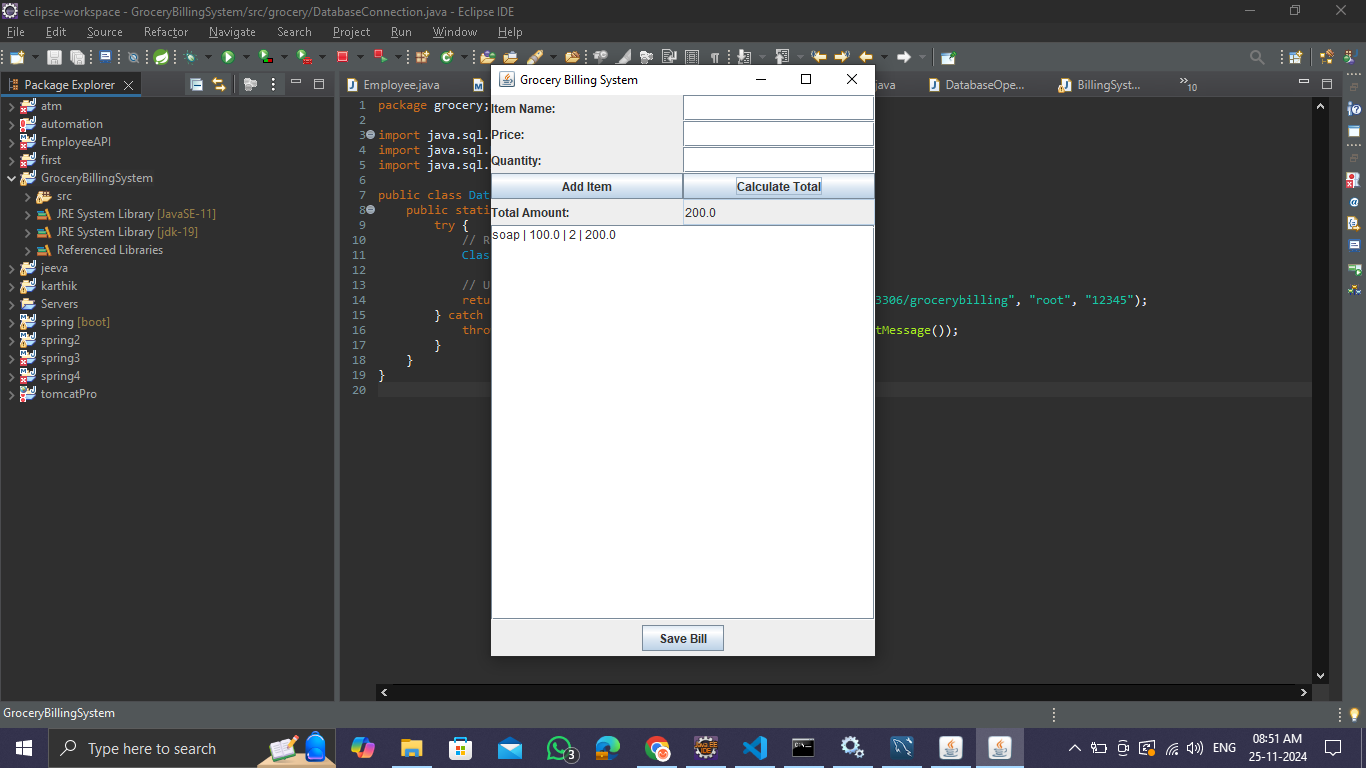 eclipse-workspace - GroceryBillingSystem/src/grocery/DatabaseConnection.java - Eclipse IDE
File Edit Source Refactor Navigate Search Project Run Window Help
Package Explorer
atm
automation
EmployeeAPI
first
GroceryBillingSystem
src
JRE System Library [JavaSE-11]
JRE System Library [jdk-19]
Referenced Libraries
jeeva
karthik
Servers
spring [boot]
spring2
spring3
spring4
tomcatPro
Employee.java
java
DatabaseOpe...
BillingSyst...
»10
1 package grocery;
2
3 import java.sql.
4 import java.sql.
5 import java.sql.
6
7 public class Dat
8 public stati
9 try {
10 // R
11 Clas
12
13 // U
14 retu 3306/grocerybilling", "root", "12345");
15 } catch
16 thro tMessage());
17 }
18 }
19 }
20
Grocery Billing System
Item Name:
Price:
Quantity:
Add Item Calculate Total
Total Amount: 200.0
soap | 100.0 | 2 | 200.0
Save Bill
GroceryBillingSystem
Type here to search
3
ENG
08:51 AM
25-11-2024